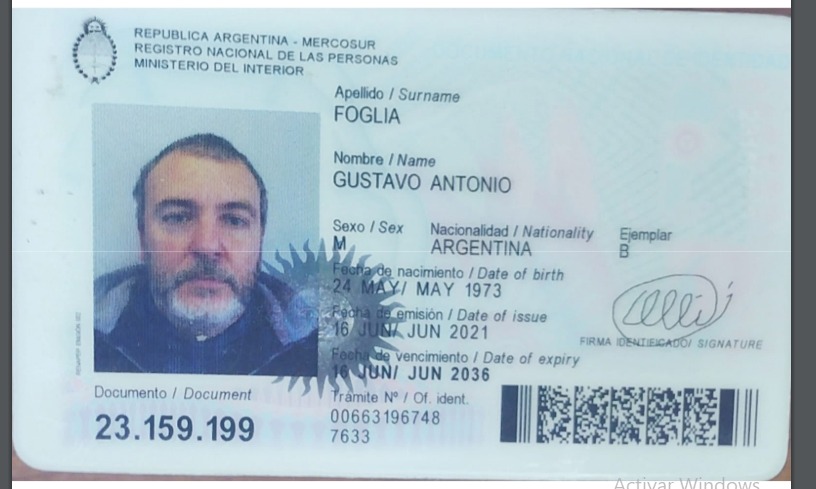 REPUBLICA ARGENTINA - MERCOSUR
REGISTRO NACIONAL DE LAS PERSONAS
MINISTERIO DEL INTERIOR
Apellido / Surname
FOGLIA
Nombre / Name
GUSTAVO ANTONIO
Sexo / Sex Nacionalidad / Nationality Ejemplar
M ARGENTINA B
Fecha de nacimiento / Date of birth
24 MAY/ MAY 1973
Fecha de emisión / Date of issue
16 JUN/ JUN 2021
FIRMA IDENTIFICADO/ SIGNATURE
Fecha de vencimiento / Date of expiry
16 JUN/ JUN 2036
Documento / Document Trámite Nº / Of. ident.
23.159.199 00663196748
7633
Activar Windows